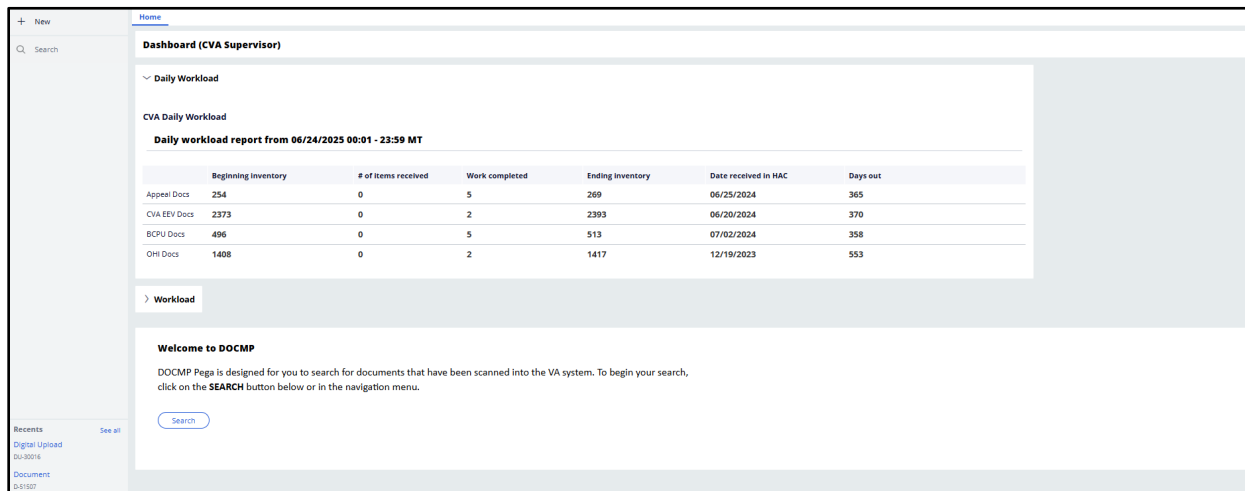 New
Search
Home
Dashboard (CVA Supervisor)
Daily Workload
CVA Daily Workload
Daily workload report from 06/24/2025 00:01 - 23:59 MT
Beginning inventory # of items received Work completed Ending inventory Date received in HAC Days out
Appeal Docs 254 0 5 269 06/25/2024 365
CVA EEV Docs 2373 0 2 2393 06/20/2024 370
BCPU Docs 496 0 5 513 07/02/2024 358
OHI Docs 1408 0 2 1417 12/19/2023 553
Workload
Welcome to DOCMP
DOCMP Pega is designed for you to search for documents that have been scanned into the VA system. To begin your search,
click on the SEARCH button below or in the navigation menu.
Search
Recents See all
Digital Upload
DU-30016
Document
D-51507